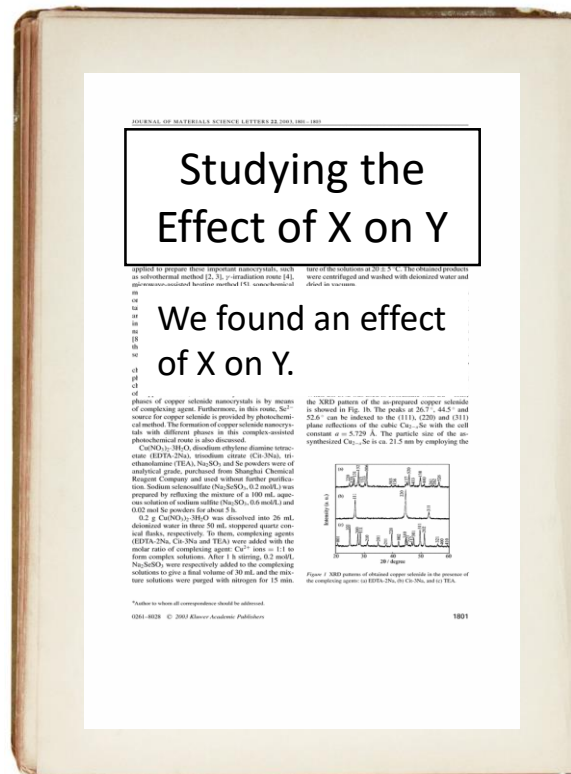 JOURNAL OF MATERIALS SCIENCE LETTERS 22, 2003, 1801 – 1803
Studying the
Effect of X on Y
applied to prepare these important nanocrystals, such
as solvothermal method [2, 3], γ-irradiation route [4],
microwave-assisted heating method [5], sonochemical
We found an effect
of X on Y.
phases of copper selenide nanocrystals is by means
of complexing agent. Furthermore, in this route, Se²⁻
source for copper selenide is provided by photochemi-
cal method. The formation of copper selenide nanocrys-
tals with different phases in this complex-assisted
photochemical route is also discussed.
Cu(NO₃)₂·3H₂O, disodium ethylene diamine tetrac-
etate (EDTA-2Na), trisodium citrate (Cit-3Na), tri-
ethanolamine (TEA), Na₂SO₃ and Se powders were of
analytical grade, purchased from Shanghai Chemical
Reagent Company and used without further purifica-
tion. Sodium selenosulfate (Na₂SeSO₃, 0.2 mol/L) was
prepared by refluxing the mixture of a 100 mL aque-
ous solution of sodium sulfite (Na₂SO₃, 0.6 mol/L) and
0.02 mol Se powders for about 5 h.
0.2 g Cu(NO₃)₂·3H₂O was dissolved into 26 mL
deionized water in three 50 mL stoppered quartz con-
ical flasks, respectively. To them, complexing agents
(EDTA-2Na, Cit-3Na and TEA) were added with the
molar ratio of complexing agent: Cu²⁺ ions = 1:1 to
form complex solutions. After 1 h stirring, 0.2 mol/L
Na₂SeSO₃ were respectively added to the complexing
solutions to give a final volume of 30 mL and the mix-
ture solutions were purged with nitrogen for 15 min.
*Author to whom all correspondence should be addressed.
0261–8028 © 2003 Kluwer Academic Publishers
ture of the solutions at 20 ± 5 °C. The obtained products
were centrifuged and washed with deionized water and
dried in vacuum.
the XRD pattern of the as-prepared copper selenide
is showed in Fig. 1b. The peaks at 26.7°, 44.5° and
52.6° can be indexed to the (111), (220) and (311)
plane reflections of the cubic Cu₂₋ₓSe with the cell
constant a = 5.729 Å. The particle size of the as-
synthesized Cu₂₋ₓSe is ca. 21.5 nm by employing the
(a)
(b)
(c)
Intensity (a. u.)
20 30 40 50 60
2θ / degree
Figure 1 XRD patterns of obtained copper selenide in the presence of
the complexing agents: (a) EDTA-2Na, (b) Cit-3Na, and (c) TEA.
1801